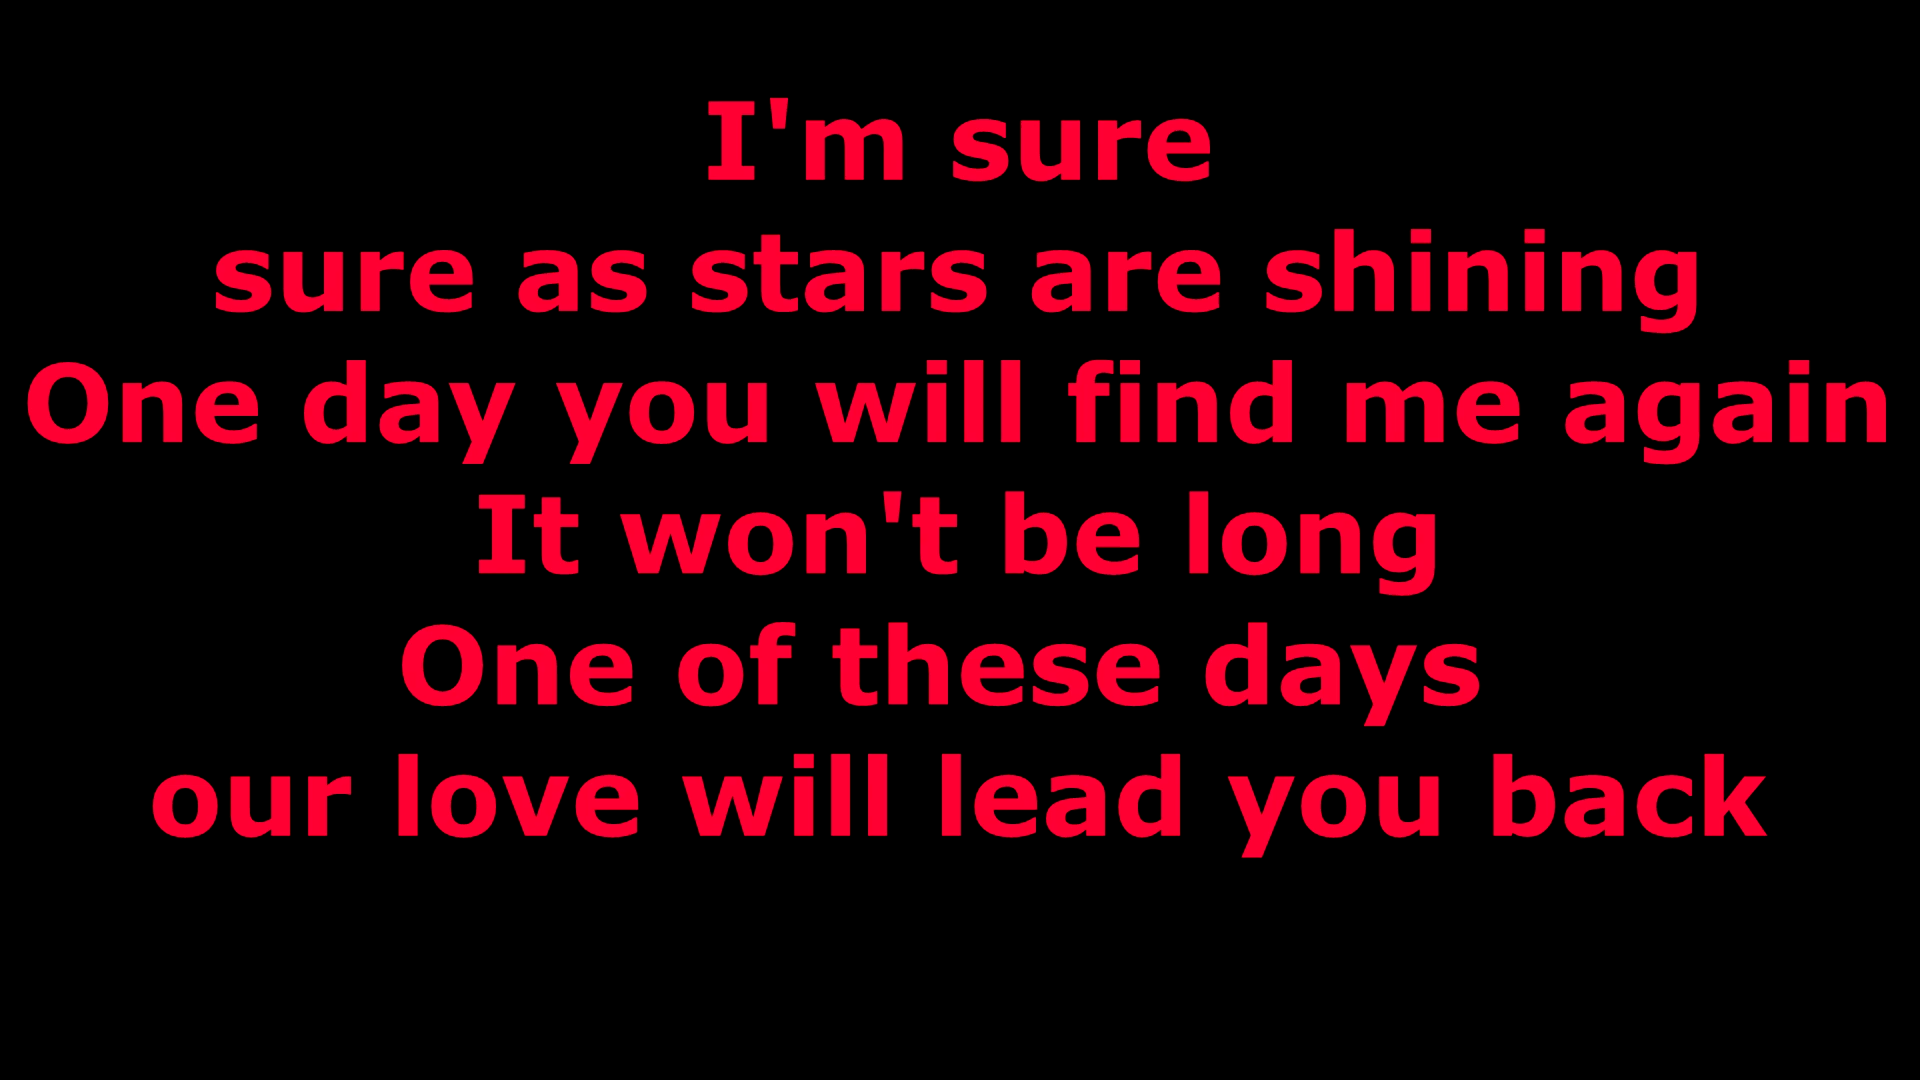 I'm sure
sure as stars are shining
One day you will find me again
It won't be long
One of these days
our love will lead you back